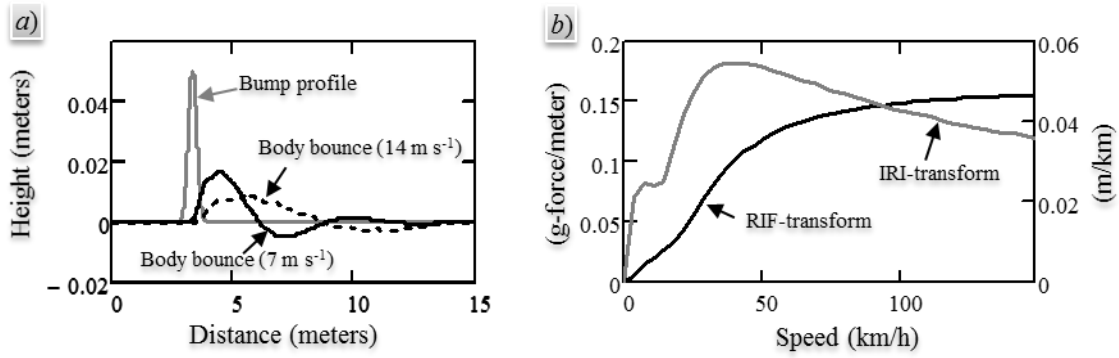 a)
Height (meters)
0.04
0.02
0
− 0.02
Bump profile
Body bounce (14 m s⁻¹)
Body bounce (7 m s⁻¹)
0
5
10
15
Distance (meters)
b)
(g-force/meter)
0.2
0.15
0.1
0.05
0
IRI-transform
RIF-transform
0.06
0.04
0.02
0
(m/km)
0
50
100
Speed (km/h)